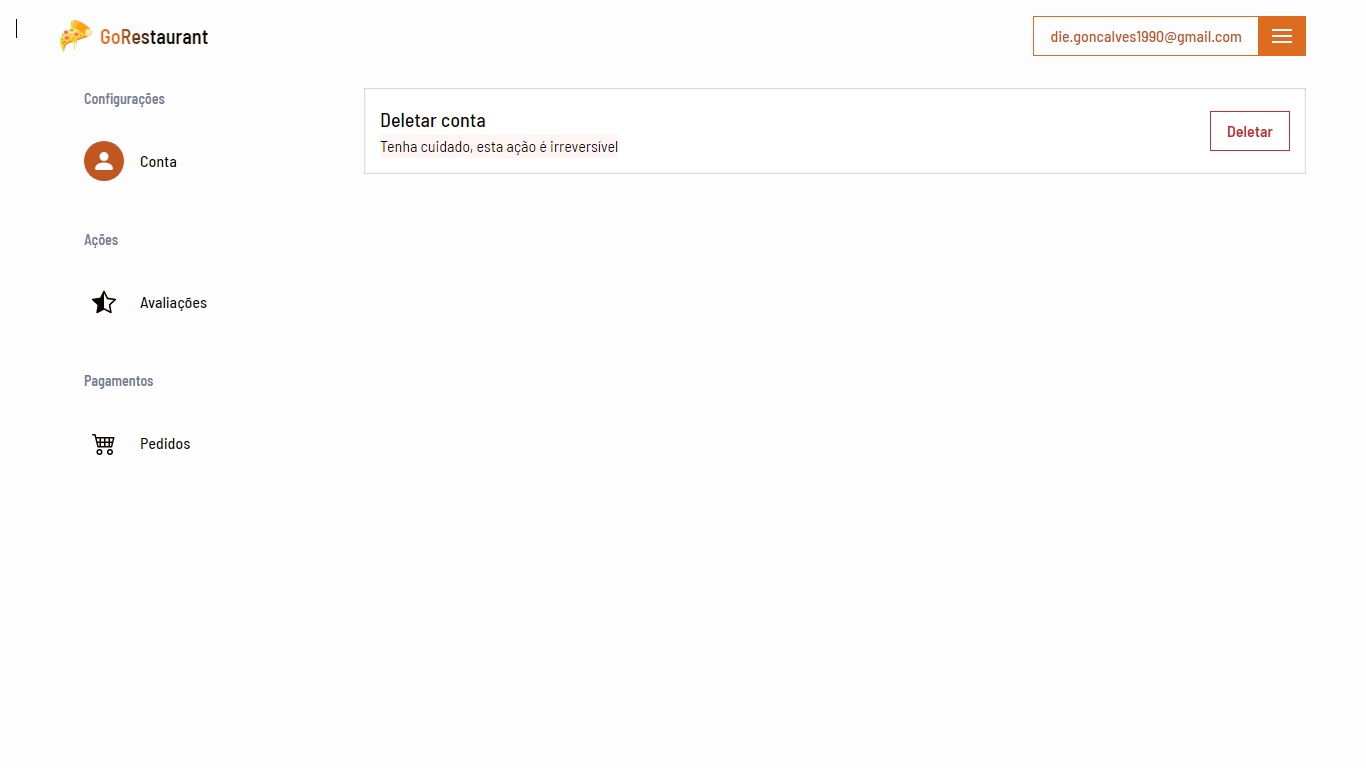 GoRestaurant
die.goncalves1990@gmail.com
Configurações
Conta
Ações
Avaliações
Pagamentos
Pedidos
Deletar conta
Tenha cuidado, esta ação é irreversível
Deletar